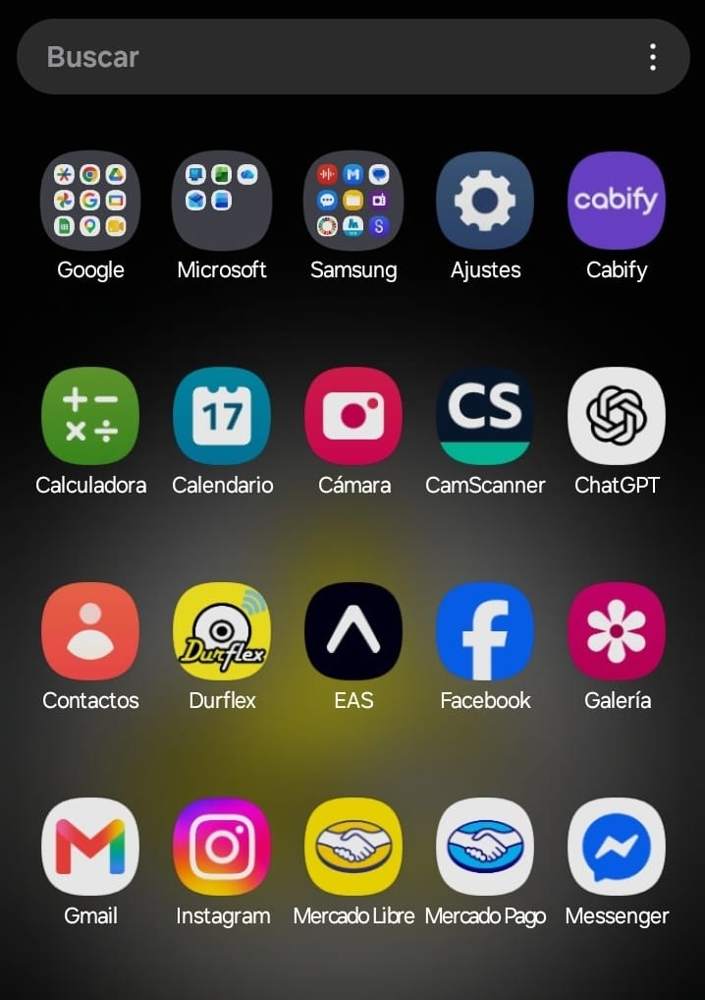 Buscar
Google
Microsoft
Samsung
Ajustes
cabify
Cabify
17
CS
Calculadora
Calendario
Cámara
CamScanner
ChatGPT
Durflex
Contactos
Durflex
EAS
Facebook
Galería
Gmail
Instagram
Mercado Libre
Mercado Pago
Messenger